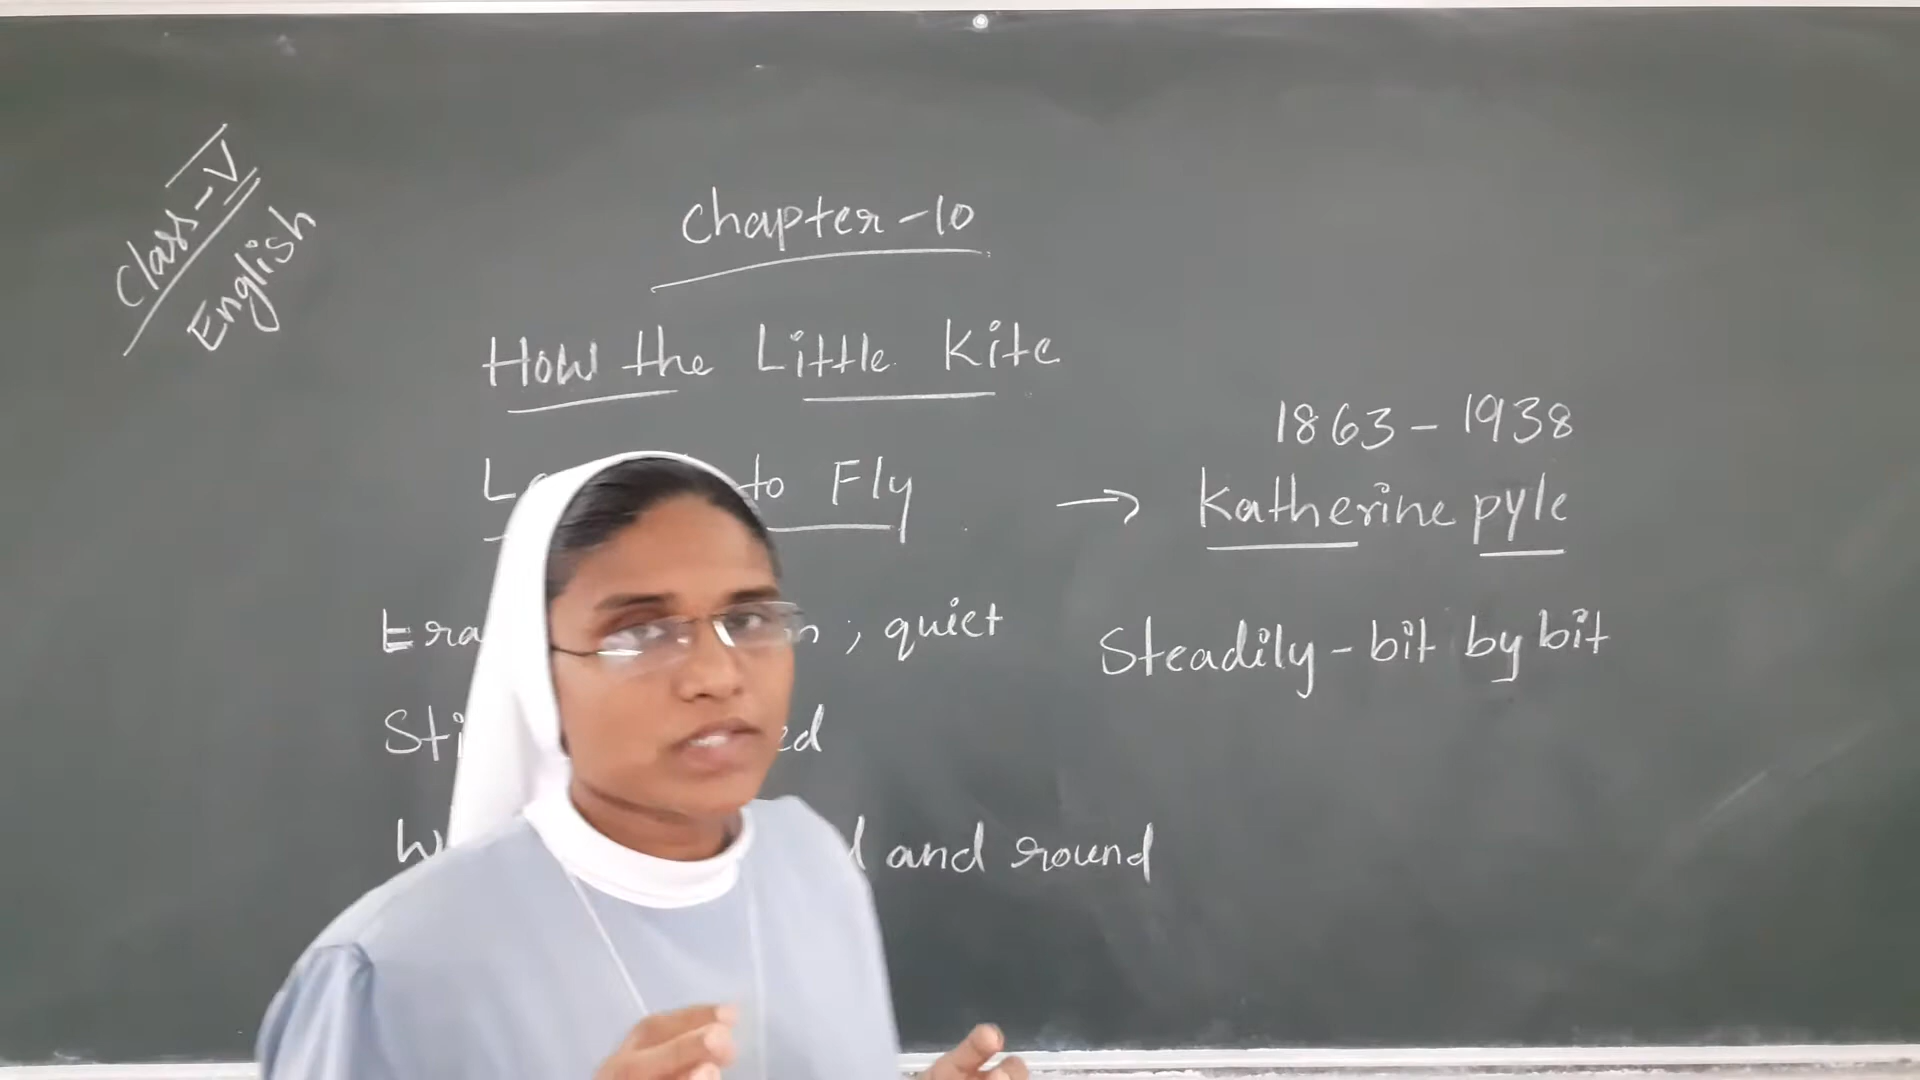 Class-V
English
Chapter-10
How the Little Kite
to Fly
1863-1938
→ Katherine pyle
; quiet
Steadily - bit by bit
and round